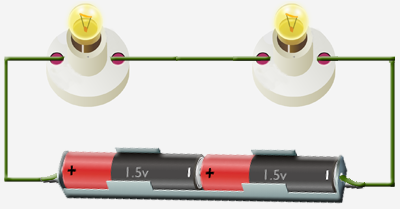 + 1.5v − + 1.5v −